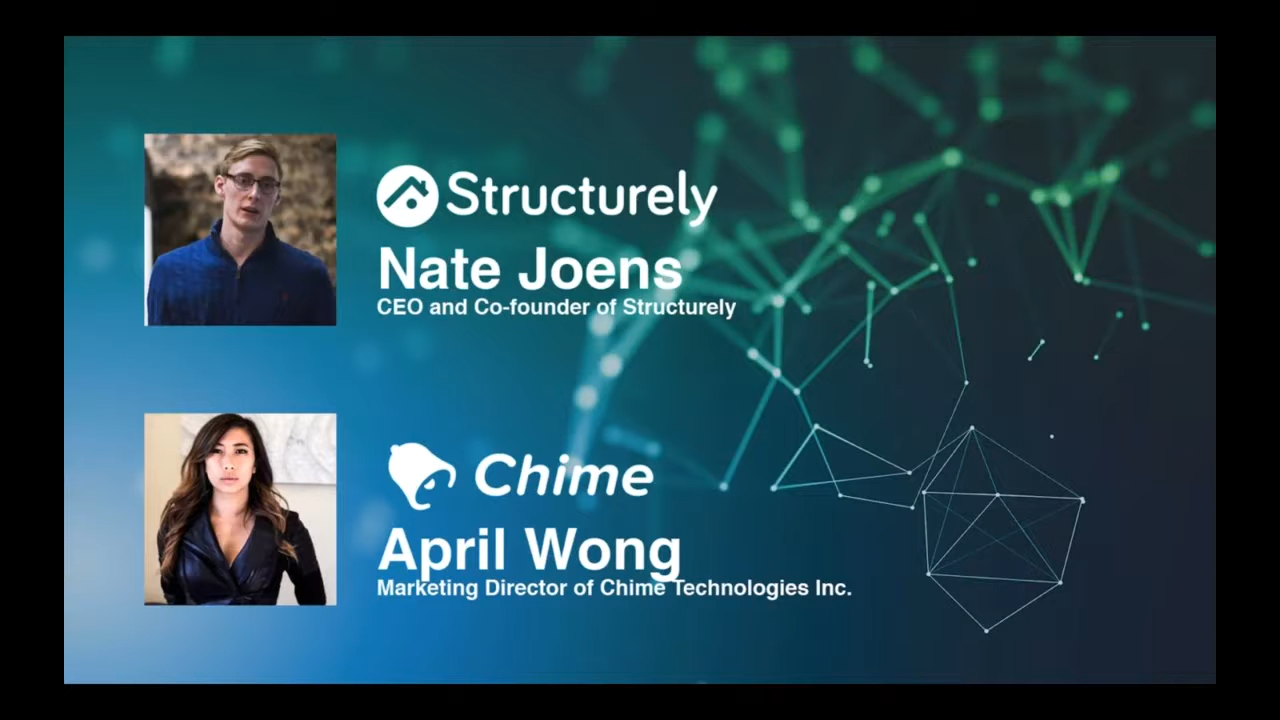 Structurely
Nate Joens
CEO and Co-founder of Structurely
Chime
April Wong
Marketing Director of Chime Technologies Inc.